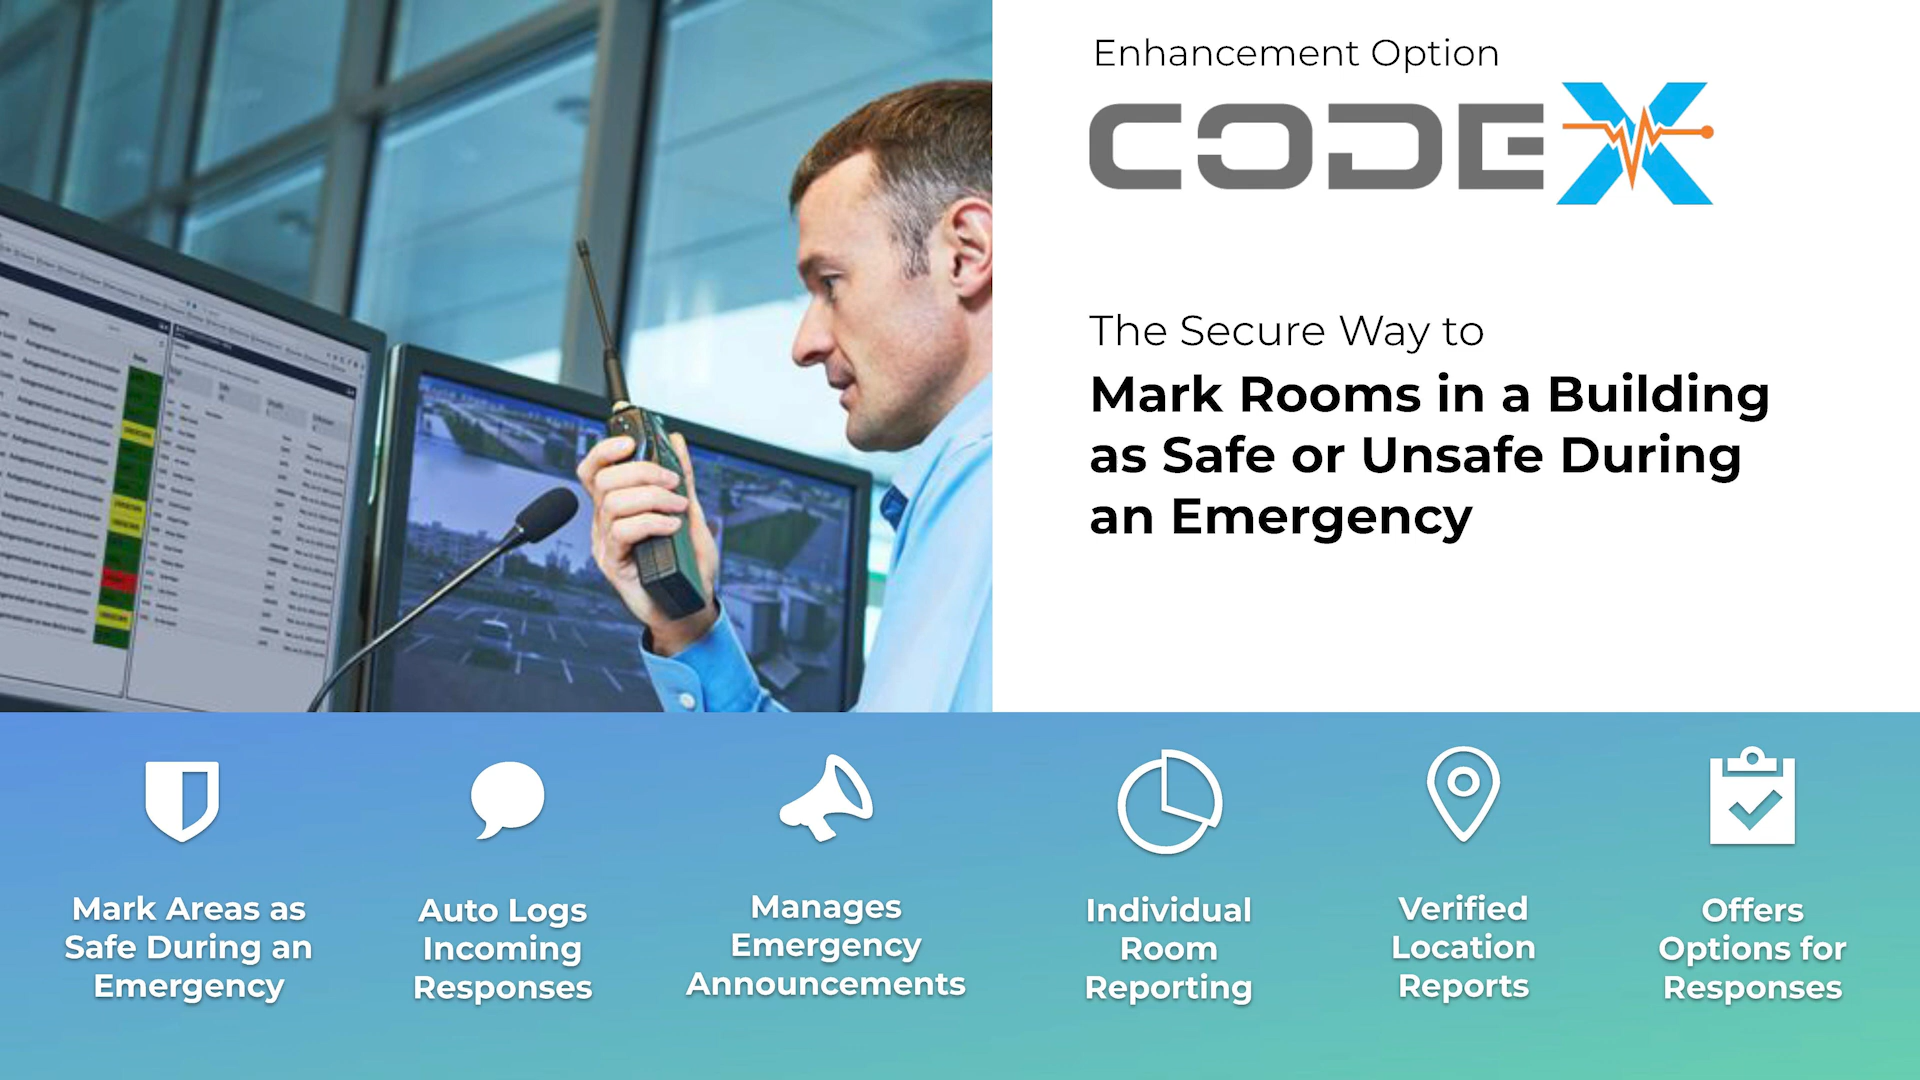 Enhancement Option
CODEX
The Secure Way to
Mark Rooms in a Building
as Safe or Unsafe During
an Emergency
Mark Areas as
Safe During an
Emergency
Auto Logs
Incoming
Responses
Manages
Emergency
Announcements
Individual
Room
Reporting
Verified
Location
Reports
Offers
Options for
Responses